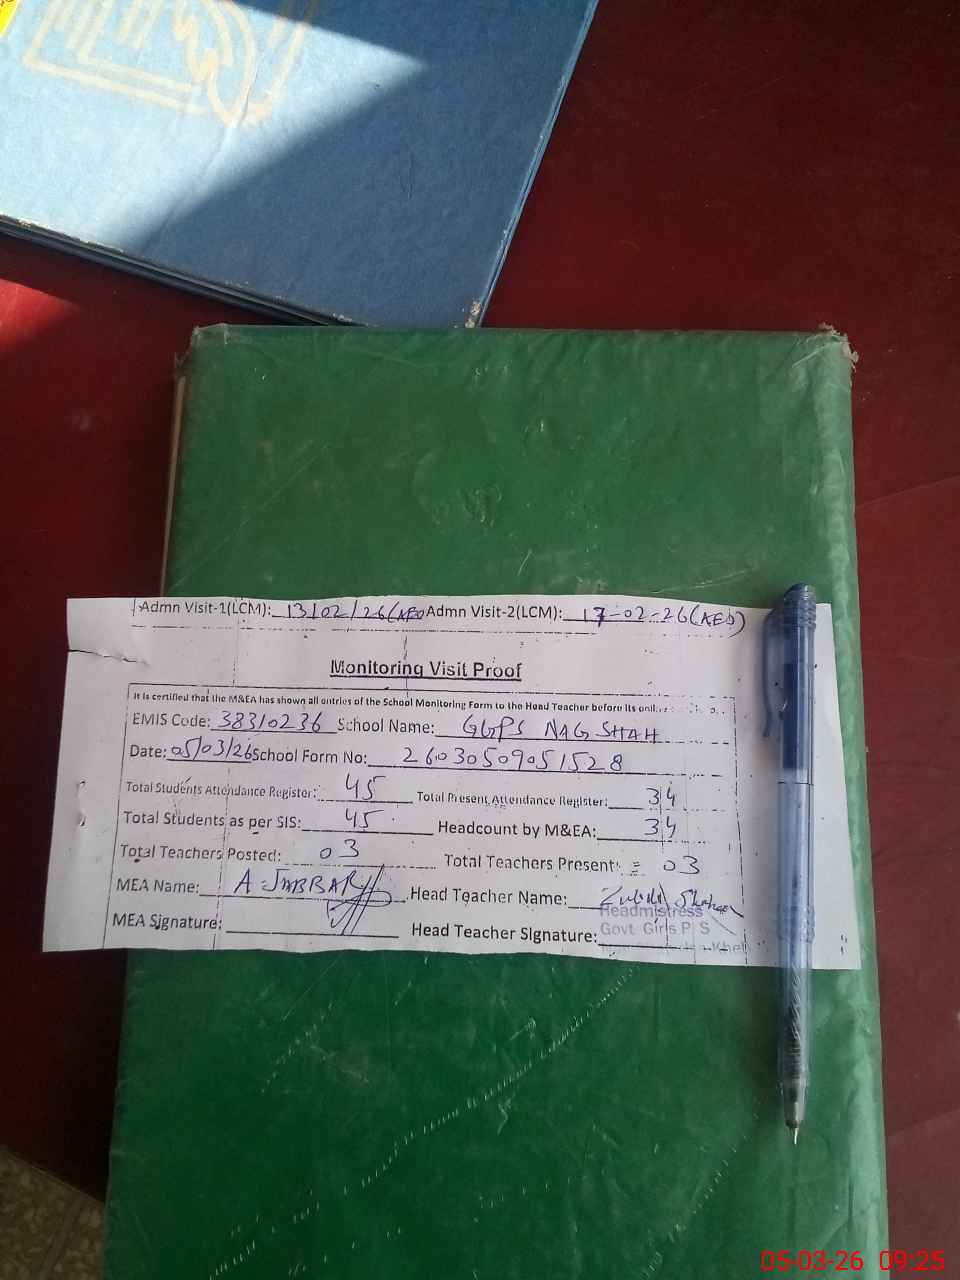 Admn Visit-1(LCM): 13/02/26(AEO Admn Visit-2(LCM): 17-02-26(AEO)
Monitoring Visit Proof
It is certified that the M&EA has shown all entries of the School Monitoring Form to the Head Teacher before its
EMIS Code: 38310236 School Name: GGPS NAG SHAH
Date: 05/03/26 School Form No: 26030509051528
Total Students Attendance Register: 45 Total Present Attendance Register: 34
Total Students as per SIS: 45 Headcount by M&EA: 34
Total Teachers Posted: 03 Total Teachers Present: = 03
MEA Name: A JABBAR Head Teacher Name:
Headmistress
MEA Signature: Head Teacher Signature: Govt. Girls P. S
05-03-26 09:25